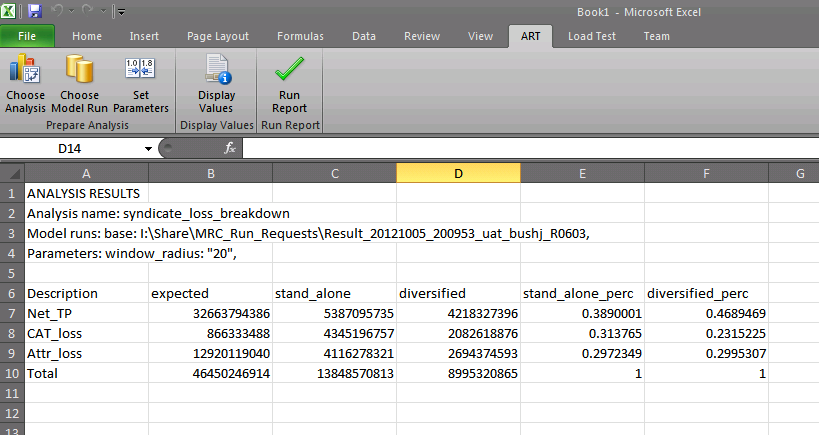 Book1 - Microsoft Excel
File Home Insert Page Layout Formulas Data Review View ART Load Test Team
1.0 1.8
Choose Analysis Choose Model Run Set Parameters Display Values Run Report
Prepare Analysis Display Values Run Report
D14 fx
A B C D E F G
1 ANALYSIS RESULTS
2 Analysis name: syndicate_loss_breakdown
3 Model runs: base: I:\Share\MRC_Run_Requests\Result_20121005_200953_uat_bushj_R0603,
4 Parameters: window_radius: "20",
5
6 Description expected stand_alone diversified stand_alone_perc diversified_perc
7 Net_TP 32663794386 5387095735 4218327396 0.3890001 0.4689469
8 CAT_loss 866333488 4345196757 2082618876 0.313765 0.2315225
9 Attr_loss 12920119040 4116278321 2694374593 0.2972349 0.2995307
10 Total 46450246914 13848570813 8995320865 1 1
11
12
13